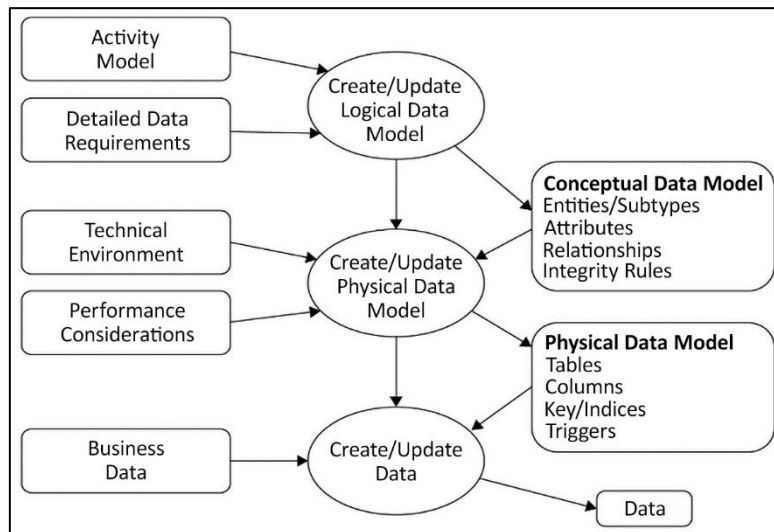 Activity
Model
Create/Update
Logical Data
Model
Detailed Data
Requirements
Conceptual Data Model
Entities/Subtypes
Attributes
Relationships
Integrity Rules
Technical
Environment
Create/Update
Physical Data
Model
Performance
Considerations
Physical Data Model
Tables
Columns
Key/Indices
Triggers
Business
Data
Create/Update
Data
Data